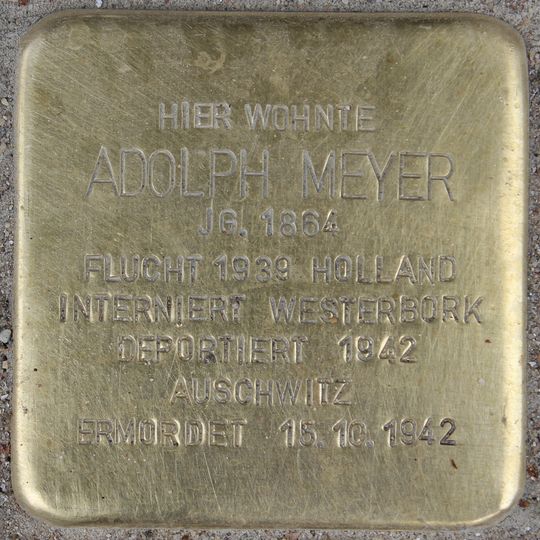 HIER WOHNTE
ADOLPH MEYER
JG. 1864
FLUCHT 1939 HOLLAND
INTERNIERT WESTERBORK
DEPORTIERT 1942
AUSCHWITZ
ERMORDET 15.10.1942